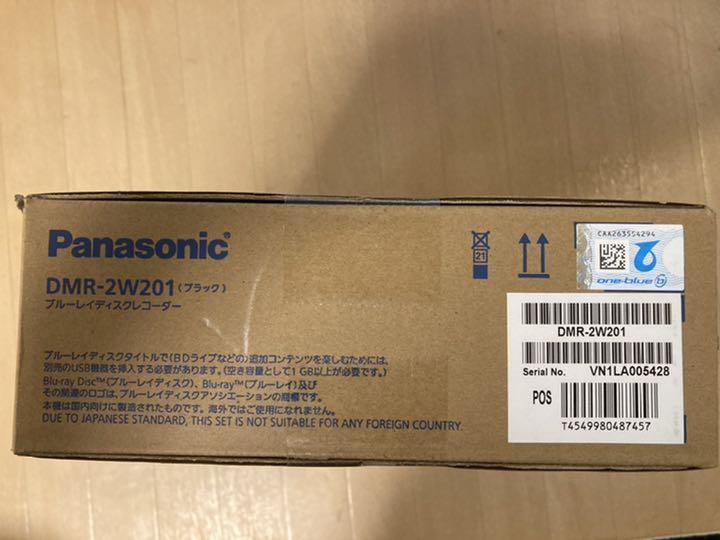 Panasonic
DMR-2W201(ブラック)
ブルーレイディスクレコーダー
21
ブルーレイディスクタイトルで(BDライブなどの)追加コンテンツを楽しむためには、
別売のUSB機器を挿入する必要があります。(空き容量として1GB以上が必要です。)
Blu-ray Disc™(ブルーレイディスク)、Blu-ray™(ブルーレイ)及び
その関連のロゴは、ブルーレイディスクアソシエーションの商標です。
本機は国内向けに製造されたものです。海外ではご使用になれません。
DUE TO JAPANESE STANDARD, THIS SET IS NOT SUITABLE FOR ANY FOREIGN COUNTRY.
CAA263554294
one-blue
DMR-2W201
Serial No. VN1LA005428
POS
T4549980487457